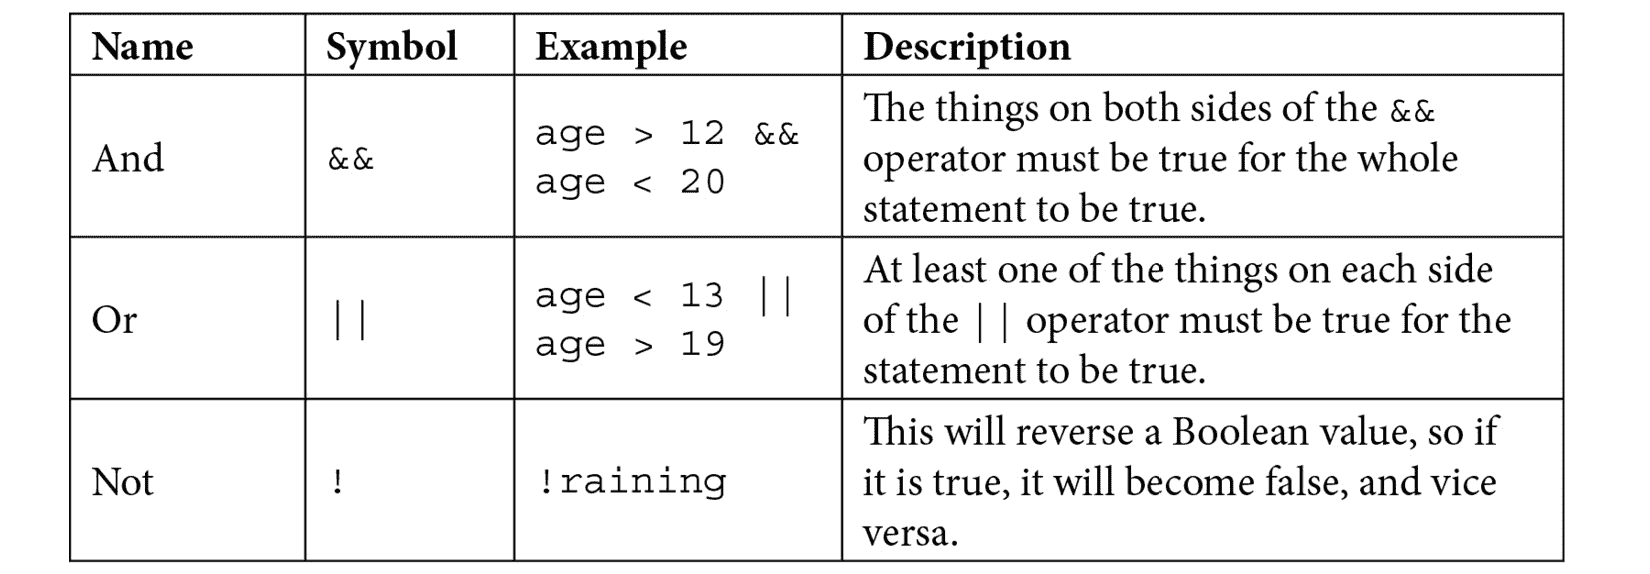 Name Symbol Example Description
And && age > 12 &&
age < 20 The things on both sides of the &&
operator must be true for the whole
statement to be true.
Or || age < 13 ||
age > 19 At least one of the things on each side
of the || operator must be true for the
statement to be true.
Not ! !raining This will reverse a Boolean value, so if
it is true, it will become false, and vice
versa.